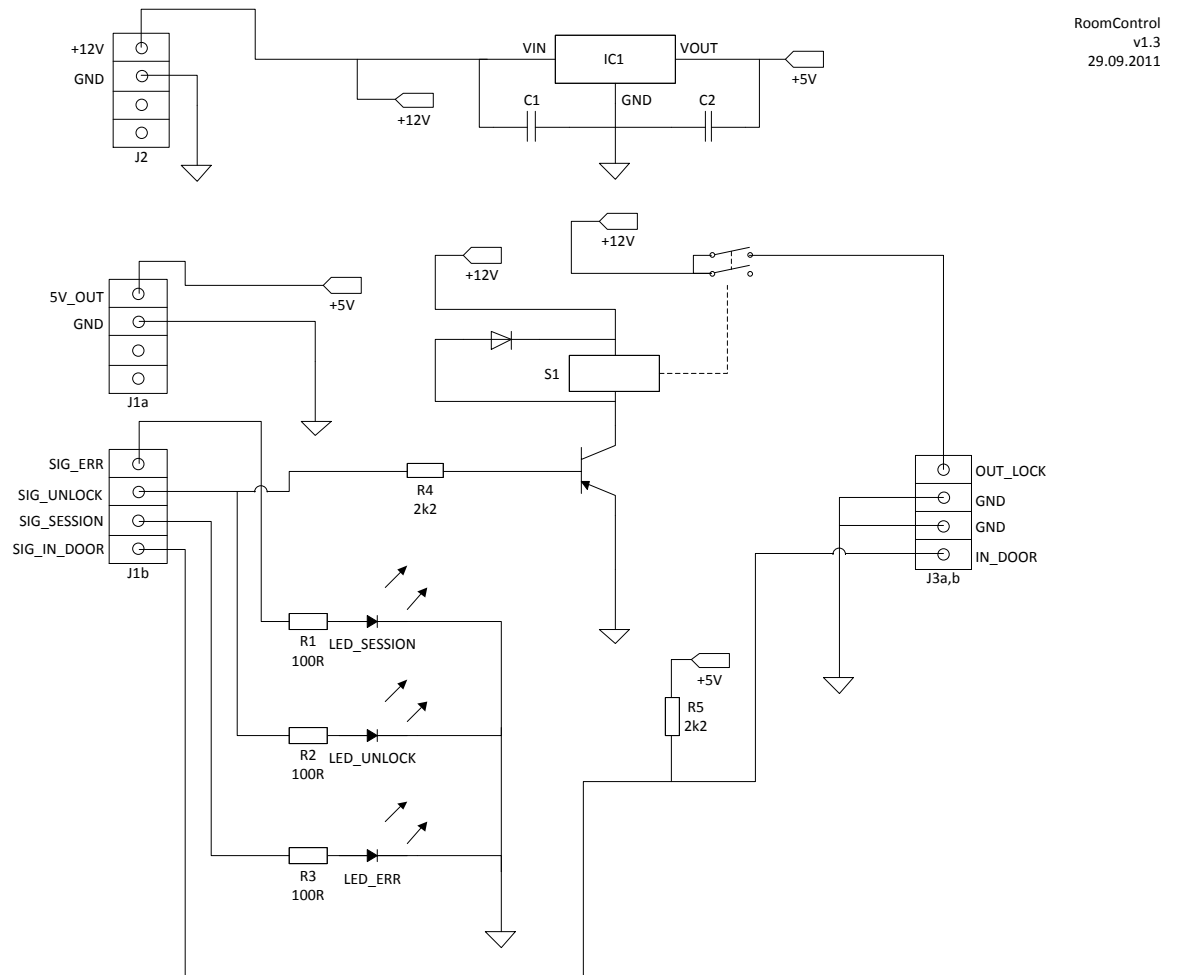 RoomControl
v1.3
29.09.2011
+12V
GND
J2
VIN
IC1
VOUT
GND
C1
C2
+12V
+5V
+12V
+12V
5V_OUT
GND
J1a
+5V
S1
SIG_ERR
SIG_UNLOCK
SIG_SESSION
SIG_IN_DOOR
J1b
R4
2k2
OUT_LOCK
GND
GND
IN_DOOR
J3a,b
R1
100R
LED_SESSION
+5V
R5
2k2
R2
100R
LED_UNLOCK
R3
100R
LED_ERR